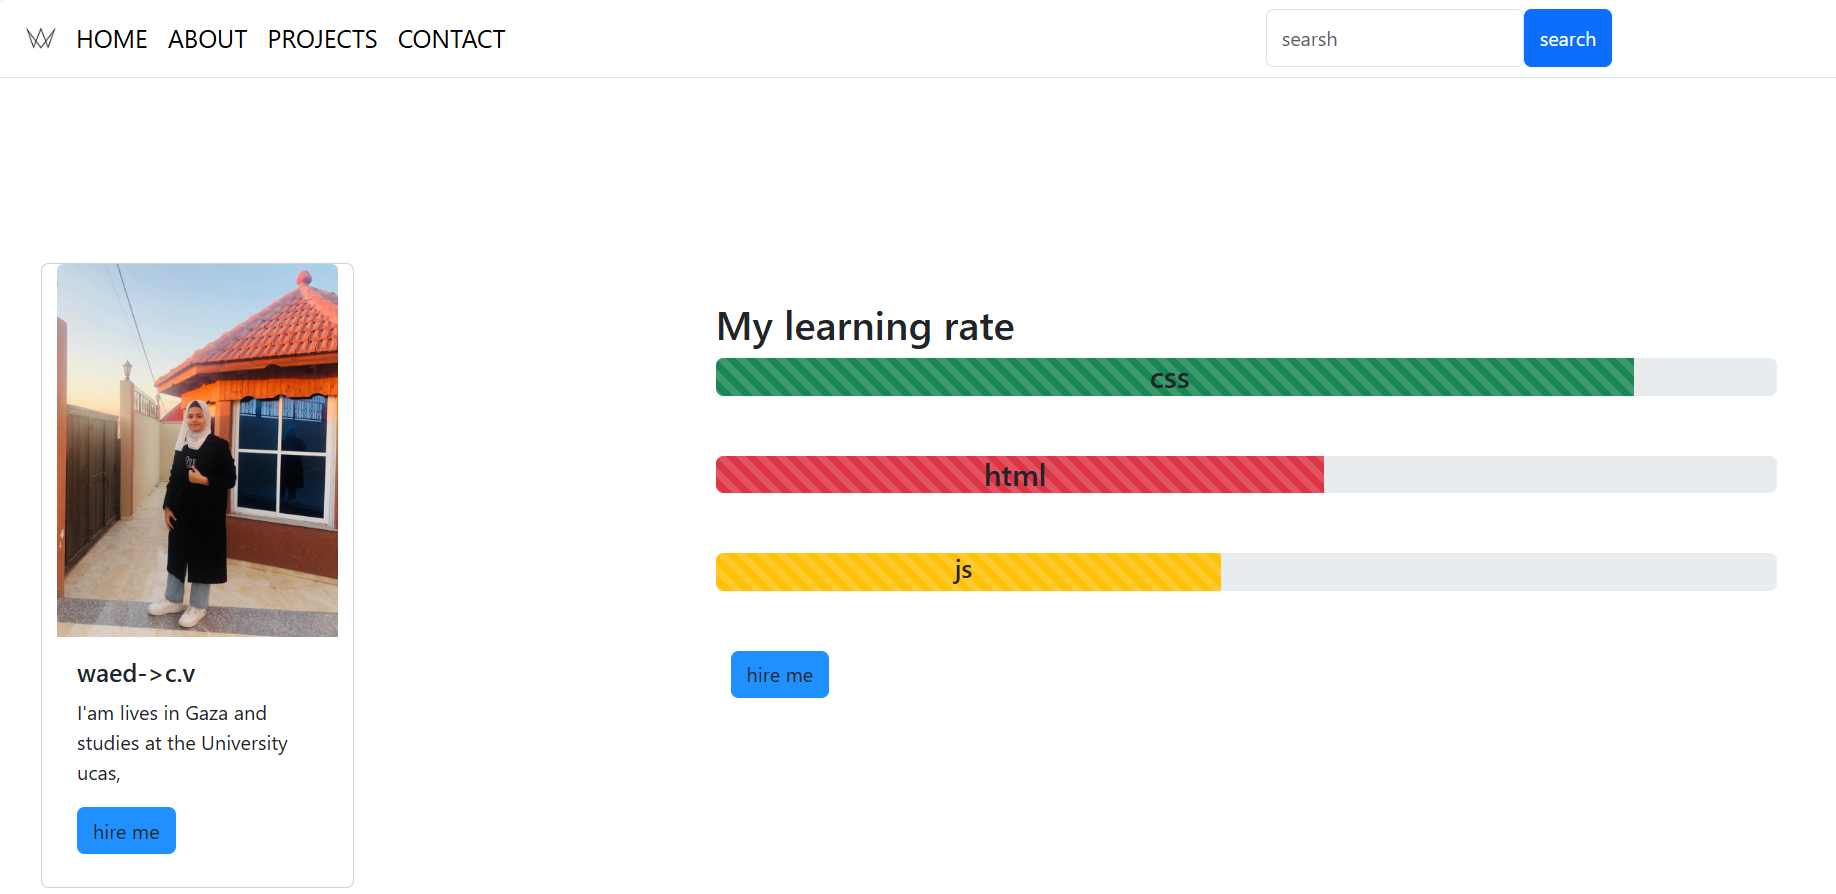 HOME ABOUT PROJECTS CONTACT searsh search
waed->c.v
I'am lives in Gaza and
studies at the University
ucas,
hire me
My learning rate
css
html
js
hire me